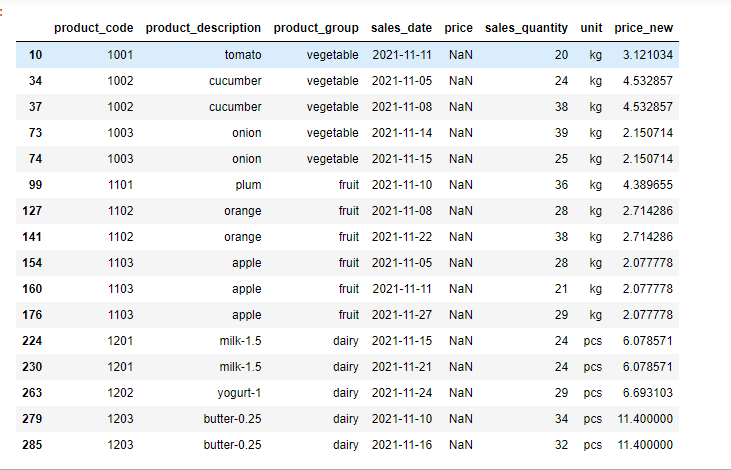 :
product_code product_description product_group sales_date price sales_quantity unit price_new
10 1001 tomato vegetable 2021-11-11 NaN 20 kg 3.121034
34 1002 cucumber vegetable 2021-11-05 NaN 24 kg 4.532857
37 1002 cucumber vegetable 2021-11-08 NaN 38 kg 4.532857
73 1003 onion vegetable 2021-11-14 NaN 39 kg 2.150714
74 1003 onion vegetable 2021-11-15 NaN 25 kg 2.150714
99 1101 plum fruit 2021-11-10 NaN 36 kg 4.389655
127 1102 orange fruit 2021-11-08 NaN 28 kg 2.714286
141 1102 orange fruit 2021-11-22 NaN 38 kg 2.714286
154 1103 apple fruit 2021-11-05 NaN 28 kg 2.077778
160 1103 apple fruit 2021-11-11 NaN 21 kg 2.077778
176 1103 apple fruit 2021-11-27 NaN 29 kg 2.077778
224 1201 milk-1.5 dairy 2021-11-15 NaN 24 pcs 6.078571
230 1201 milk-1.5 dairy 2021-11-21 NaN 24 pcs 6.078571
263 1202 yogurt-1 dairy 2021-11-24 NaN 29 pcs 6.693103
279 1203 butter-0.25 dairy 2021-11-10 NaN 34 pcs 11.400000
285 1203 butter-0.25 dairy 2021-11-16 NaN 32 pcs 11.400000